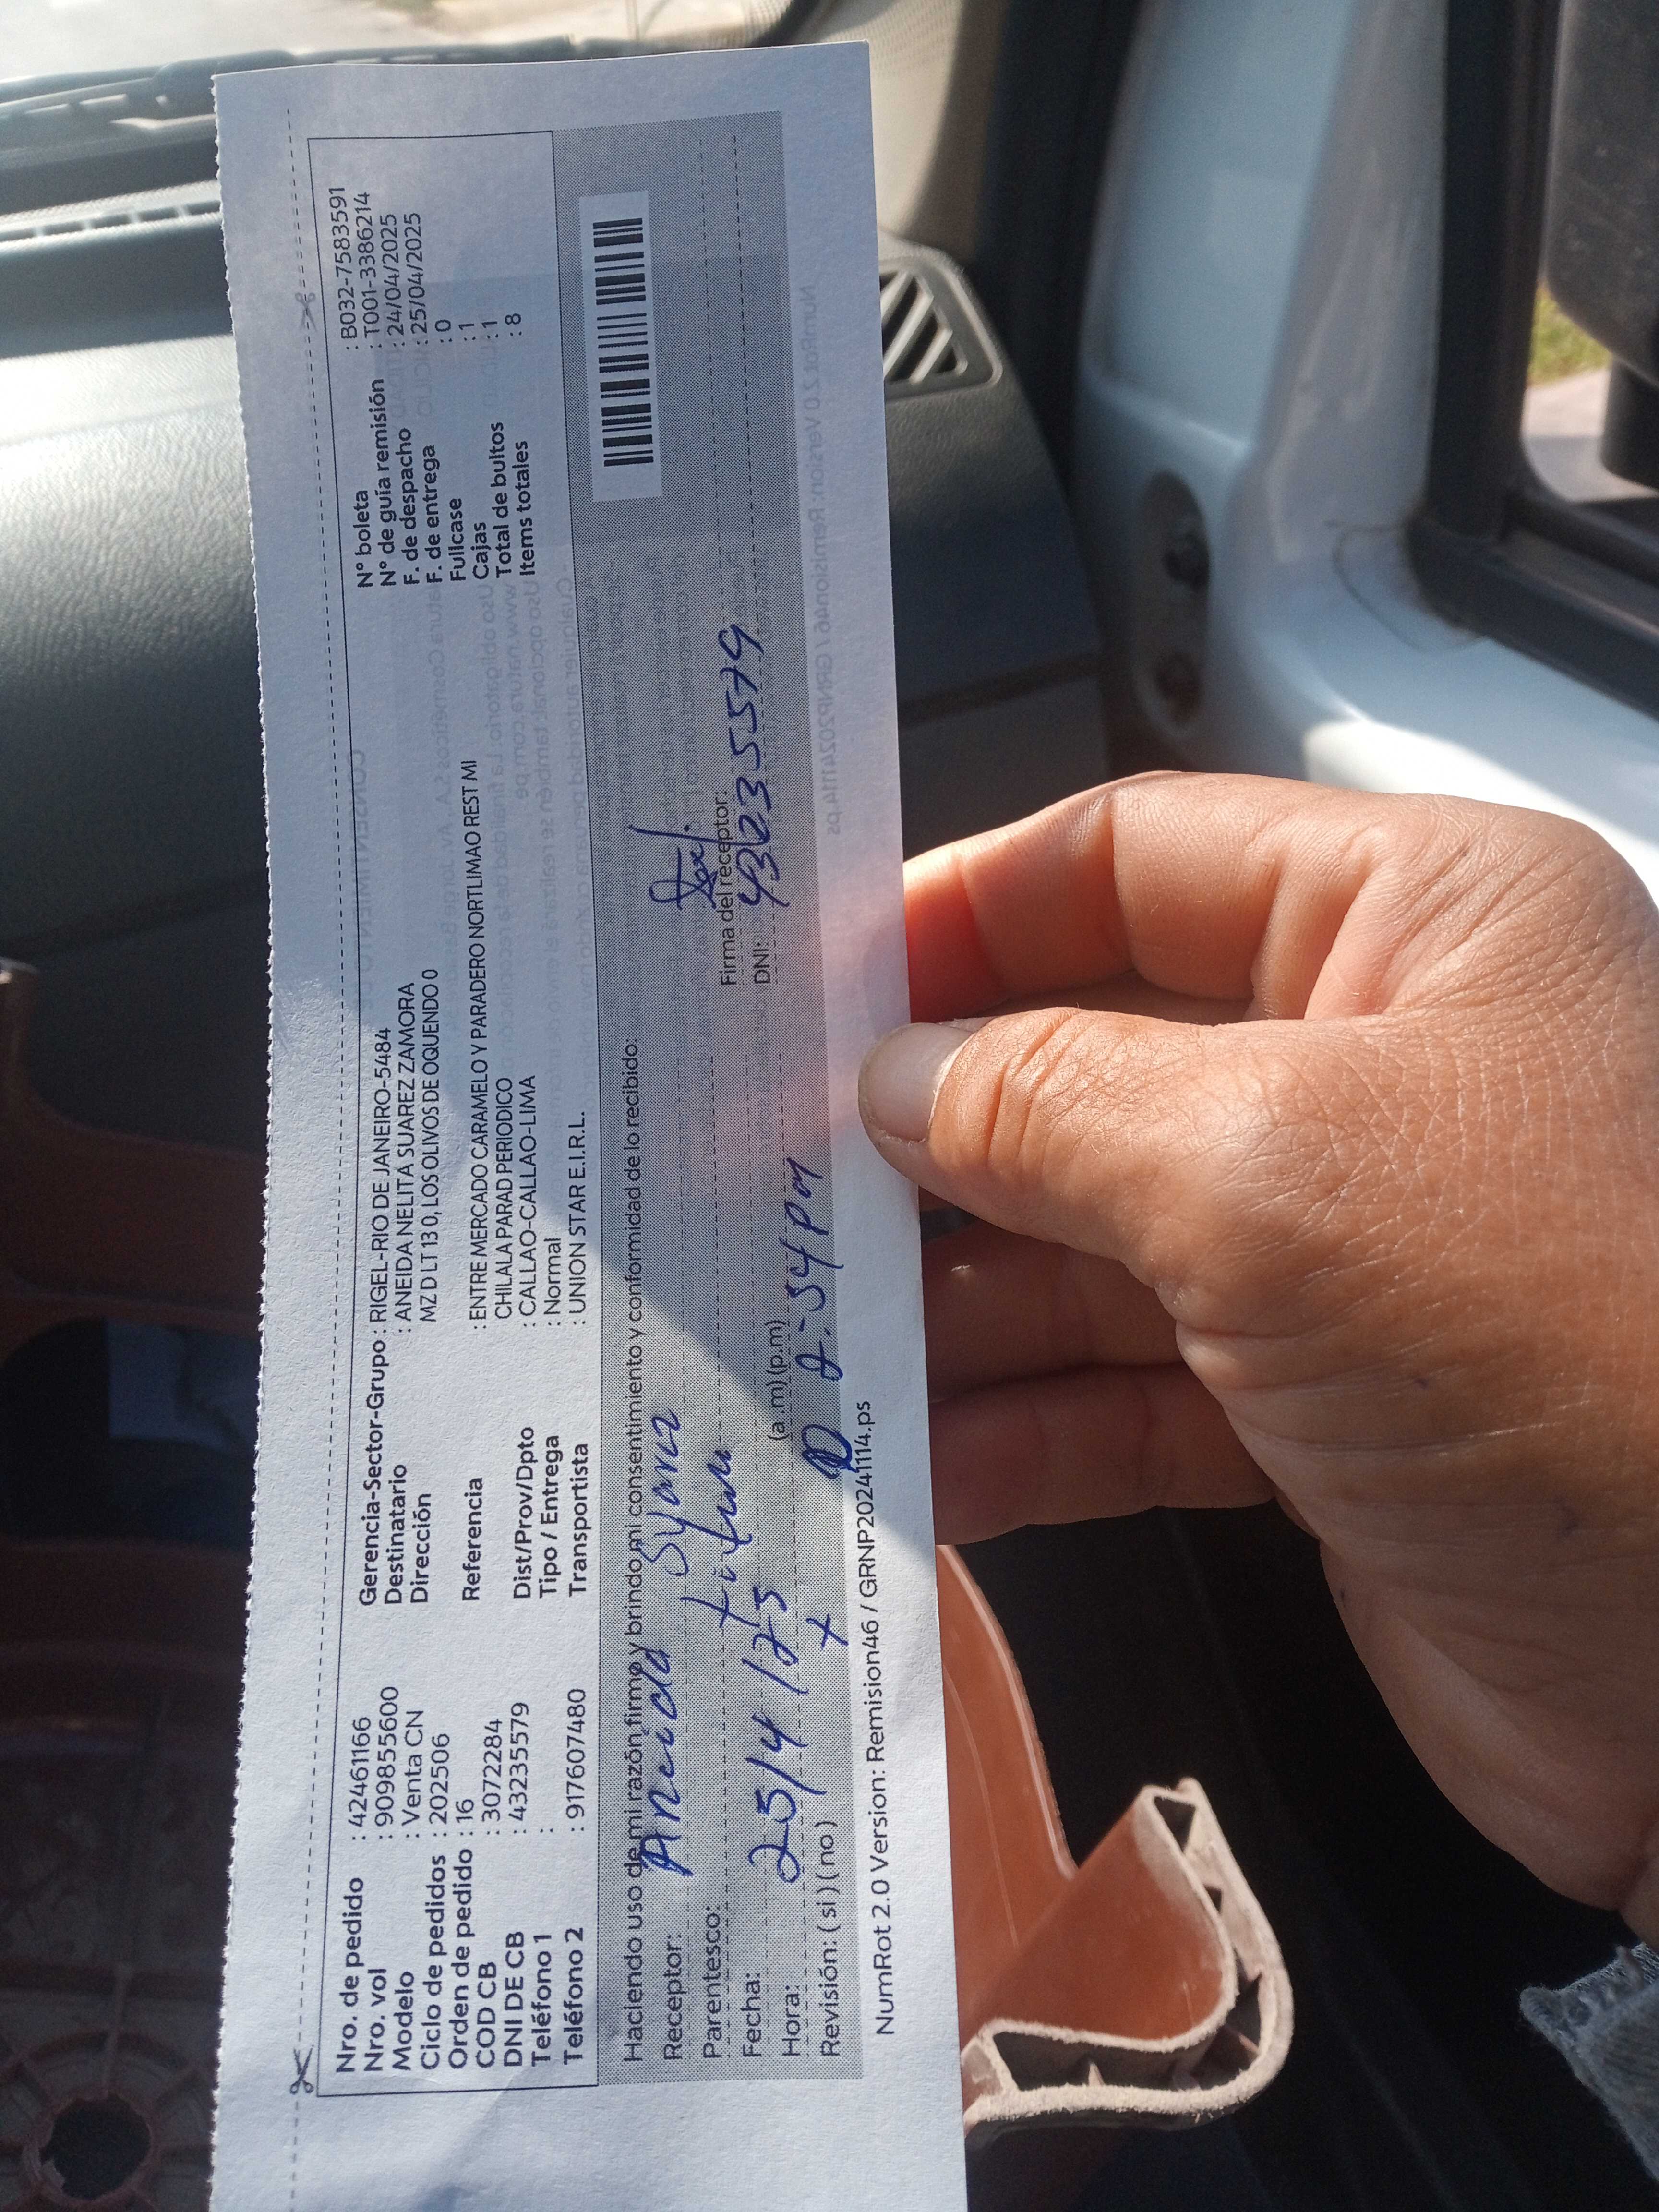 Nro. de pedido : 42461166
Nro. vol : 909855600
Modelo : Venta CN
Ciclo de pedidos : 202506
Orden de pedido : 16
COD CB : 30722284
DNI DE CB : 43235579
Teléfono 1 :
Teléfono 2 : 917607480
Gerencia-Sector-Grupo : RIGEL-RIO DE JANEIRO-5484
Destinatario : ANEIDA NELITA SUAREZ ZAMORA
Dirección MZ D LT 13 0, LOS OLIVOS DE OQUENDO 0
Referencia : ENTRE MERCADO CARAMELO Y PARADERO NORTLIMAO REST MI
CHILALA PARAD PERIODICO
Dist/Prov/Dpto : CALLAO-CALLAO-LIMA
Tipo / Entrega : Normal
Transportista : UNION STAR E.I.R.L.
N° boleta : B032-7583591
N° de guía remisión : T001-3386214
F. de despacho : 24/04/2025
F. de entrega : 25/04/2025
Fullcase : 0
Cajas : 1
Total de bultos : 1
Items totales : 8
Haciendo uso de mi razón firmo y brindo mi consentimiento y conformidad de lo recibido:
Receptor: Aneida
Parentesco: titular
Fecha: 25/4/25
Hora: (a.m) (p.m) 2:54 pm
Revisión: (si) (no) X
Firma del receptor:
DNI: 43235579
NumRot 2.0 Version: Remision46 / GRNP20241114.ps